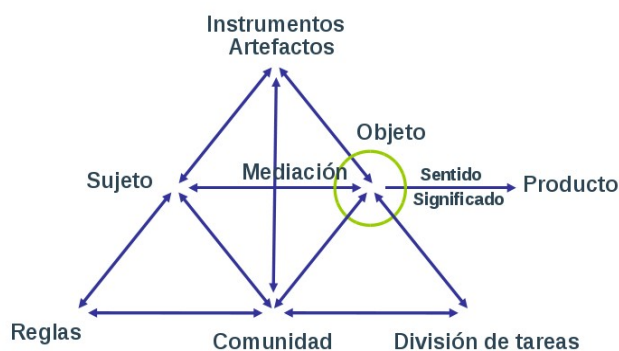 Instrumentos
Artefactos
Objeto
Mediación
Sujeto
Sentido
Significado
Producto
Reglas
Comunidad
División de tareas